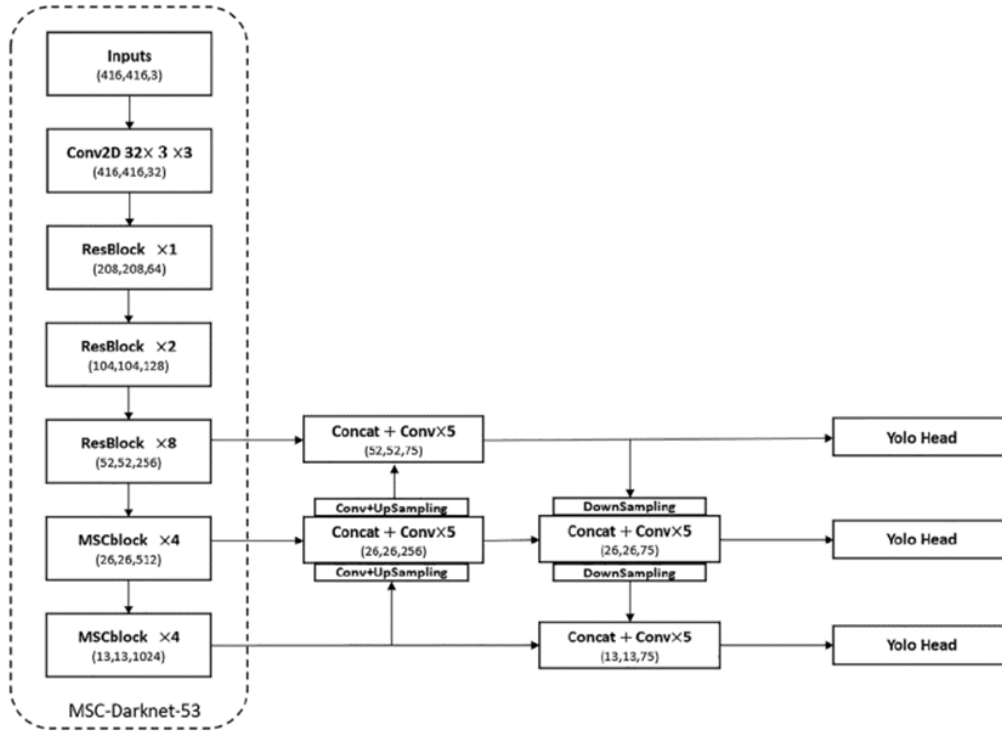 Inputs
(416,416,3)
Conv2D 32× 3 ×3
(416,416,32)
ResBlock ×1
(208,208,64)
ResBlock ×2
(104,104,128)
ResBlock ×8
(52,52,256)
MSCblock ×4
(26,26,512)
MSCblock ×4
(13,13,1024)
MSC-Darknet-53
Concat + Conv×5
(52,52,75)
Conv+UpSampling
Concat + Conv×5
(26,26,256)
Conv+UpSampling
DownSampling
Concat + Conv×5
(26,26,75)
DownSampling
Concat + Conv×5
(13,13,75)
Yolo Head
Yolo Head
Yolo Head